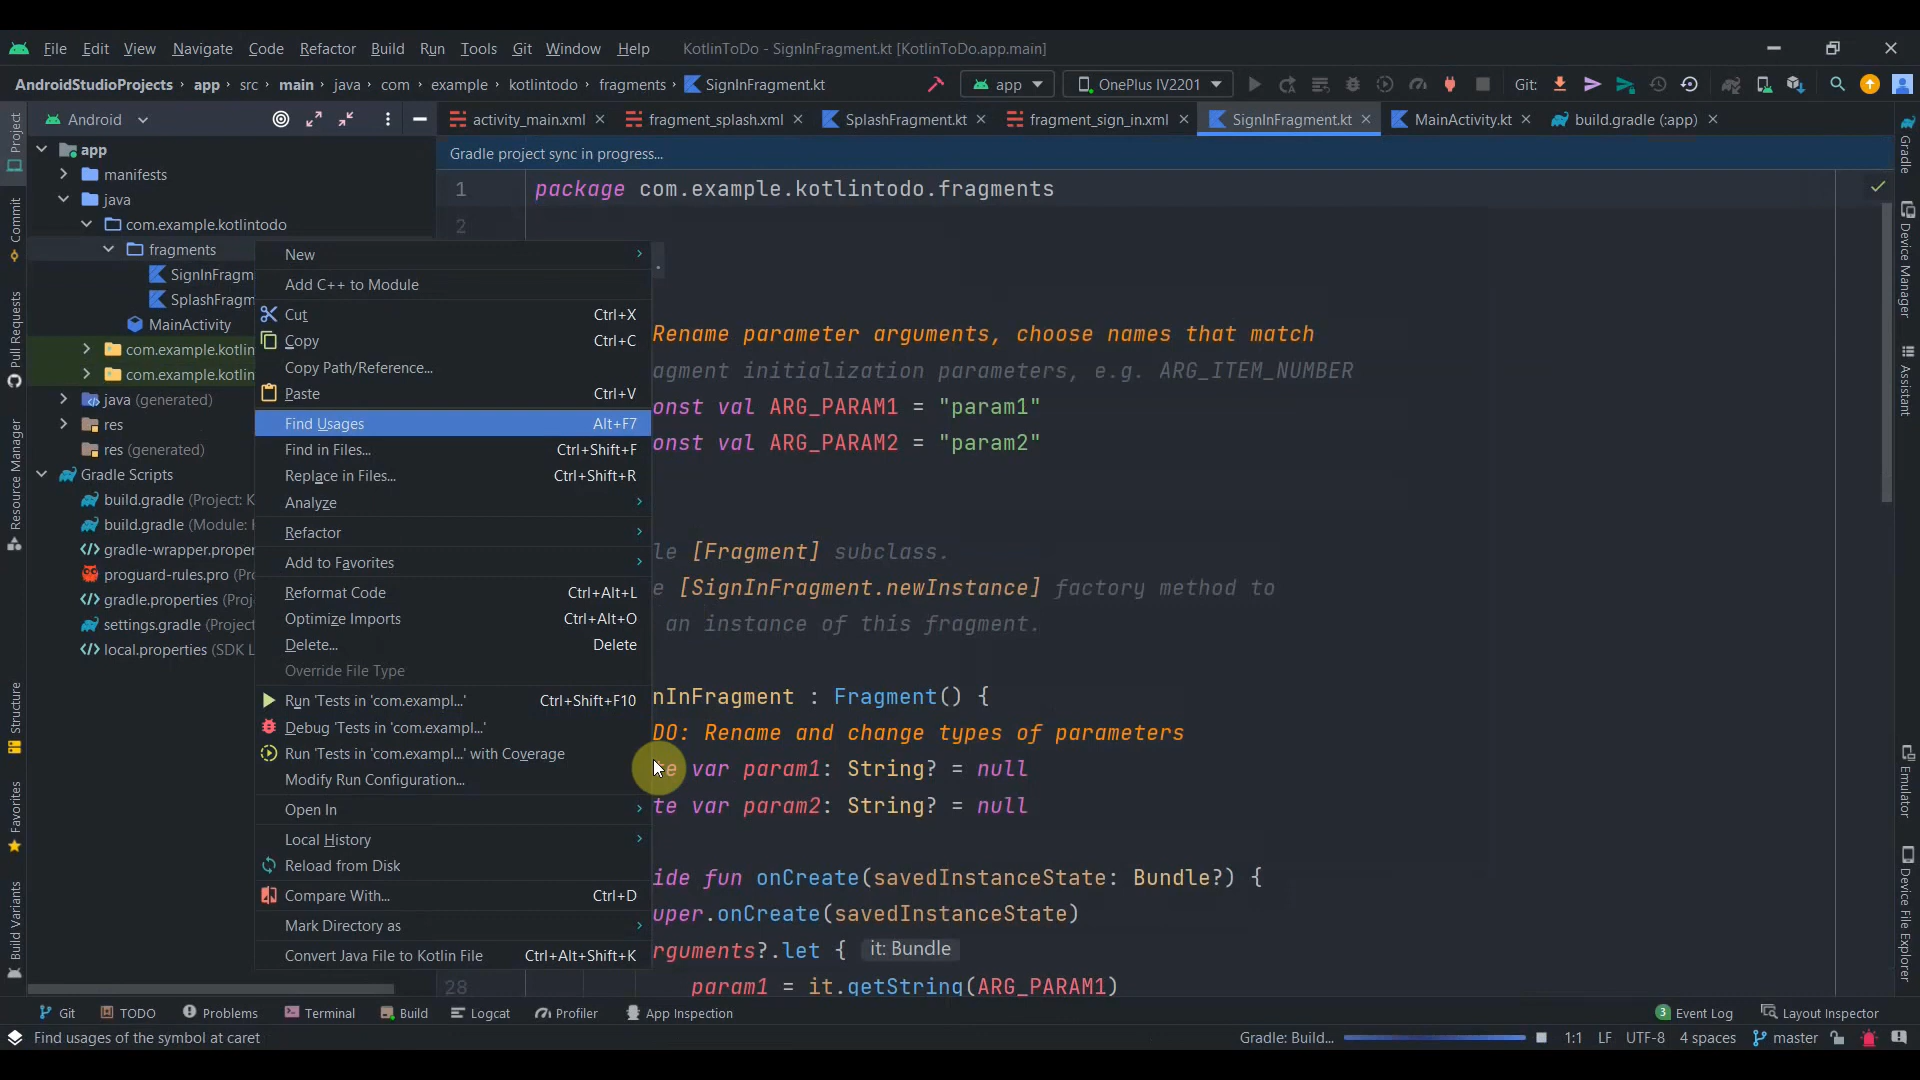 File Edit View Navigate Code Refactor Build Run Tools Git Window Help KotlinToDo - SignInFragment.kt [KotlinToDo.app.main]
AndroidStudioProjects app src main java com example kotlintodo fragments SignInFragment.kt app OnePlus IV2201 Git:
Android activity_main.xml fragment_splash.xml SplashFragment.kt fragment_sign_in.xml SignInFragment.kt MainActivity.kt build.gradle (:app)
Gradle project sync in progress...
Project
Commit
Pull Requests
Resource Manager
Structure
Favorites
Build Variants
app
manifests
java
com.example.kotlintodo
fragments
SignInFragm
SplashFragm
MainActivity
com.example.kotlin
com.example.kotlin
java (generated)
res
res (generated)
Gradle Scripts
build.gradle (Project: K
build.gradle (Module: 
gradle-wrapper.proper
proguard-rules.pro (Pro
gradle.properties (Proj
settings.gradle (Project
local.properties (SDK L
New
Add C++ to Module
Cut Ctrl+X
Copy Ctrl+C
Copy Path/Reference...
Paste Ctrl+V
Find Usages Alt+F7
Find in Files... Ctrl+Shift+F
Replace in Files... Ctrl+Shift+R
Analyze
Refactor
Add to Favorites
Reformat Code Ctrl+Alt+L
Optimize Imports Ctrl+Alt+O
Delete... Delete
Override File Type
Run 'Tests in 'com.exampl...' Ctrl+Shift+F10
Debug 'Tests in 'com.exampl...'
Run 'Tests in 'com.exampl...' with Coverage
Modify Run Configuration...
Open In
Local History
Reload from Disk
Compare With... Ctrl+D
Mark Directory as
Convert Java File to Kotlin File Ctrl+Alt+Shift+K
1 package com.example.kotlintodo.fragments
2
.
Rename parameter arguments, choose names that match
agment initialization parameters, e.g. ARG_ITEM_NUMBER
onst val ARG_PARAM1 = "param1"
onst val ARG_PARAM2 = "param2"
le [Fragment] subclass.
e [SignInFragment.newInstance] factory method to
an instance of this fragment.
nInFragment : Fragment() {
DO: Rename and change types of parameters
te var param1: String? = null
te var param2: String? = null
ide fun onCreate(savedInstanceState: Bundle?) {
uper.onCreate(savedInstanceState)
rguments?.let { it: Bundle
28 param1 = it.getString(ARG_PARAM1)
Gradle
Device Manager
Assistant
Emulator
Device File Explorer
Git TODO Problems Terminal Build Logcat Profiler App Inspection 3 Event Log Layout Inspector
Find usages of the symbol at caret Gradle: Build... 1:1 LF UTF-8 4 spaces master